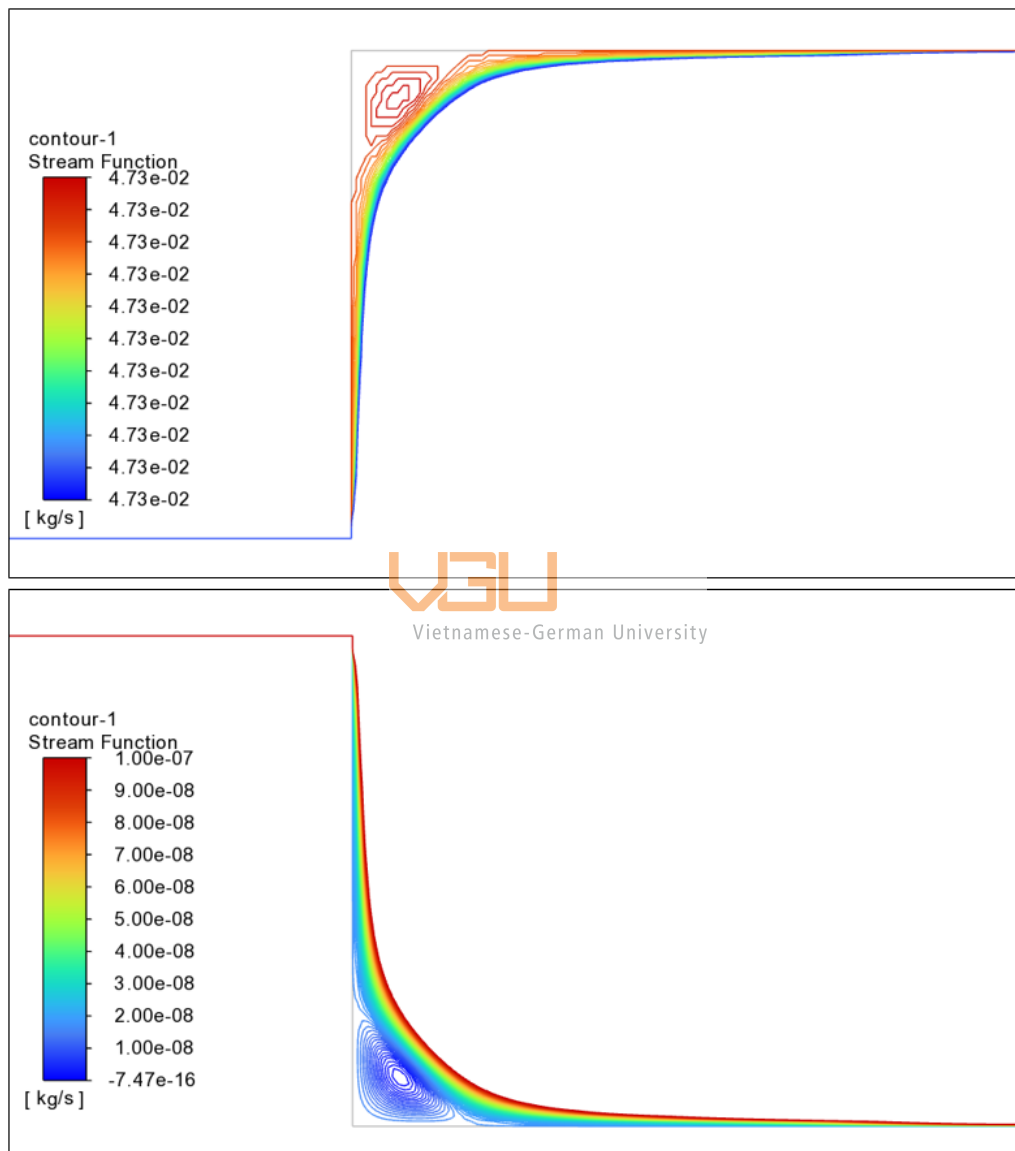 contour-1
Stream Function
4.73e-02
4.73e-02
4.73e-02
4.73e-02
4.73e-02
4.73e-02
4.73e-02
4.73e-02
4.73e-02
4.73e-02
4.73e-02
[ kg/s ]
VGU
Vietnamese-German University
contour-1
Stream Function
1.00e-07
9.00e-08
8.00e-08
7.00e-08
6.00e-08
5.00e-08
4.00e-08
3.00e-08
2.00e-08
1.00e-08
-7.47e-16
[ kg/s ]